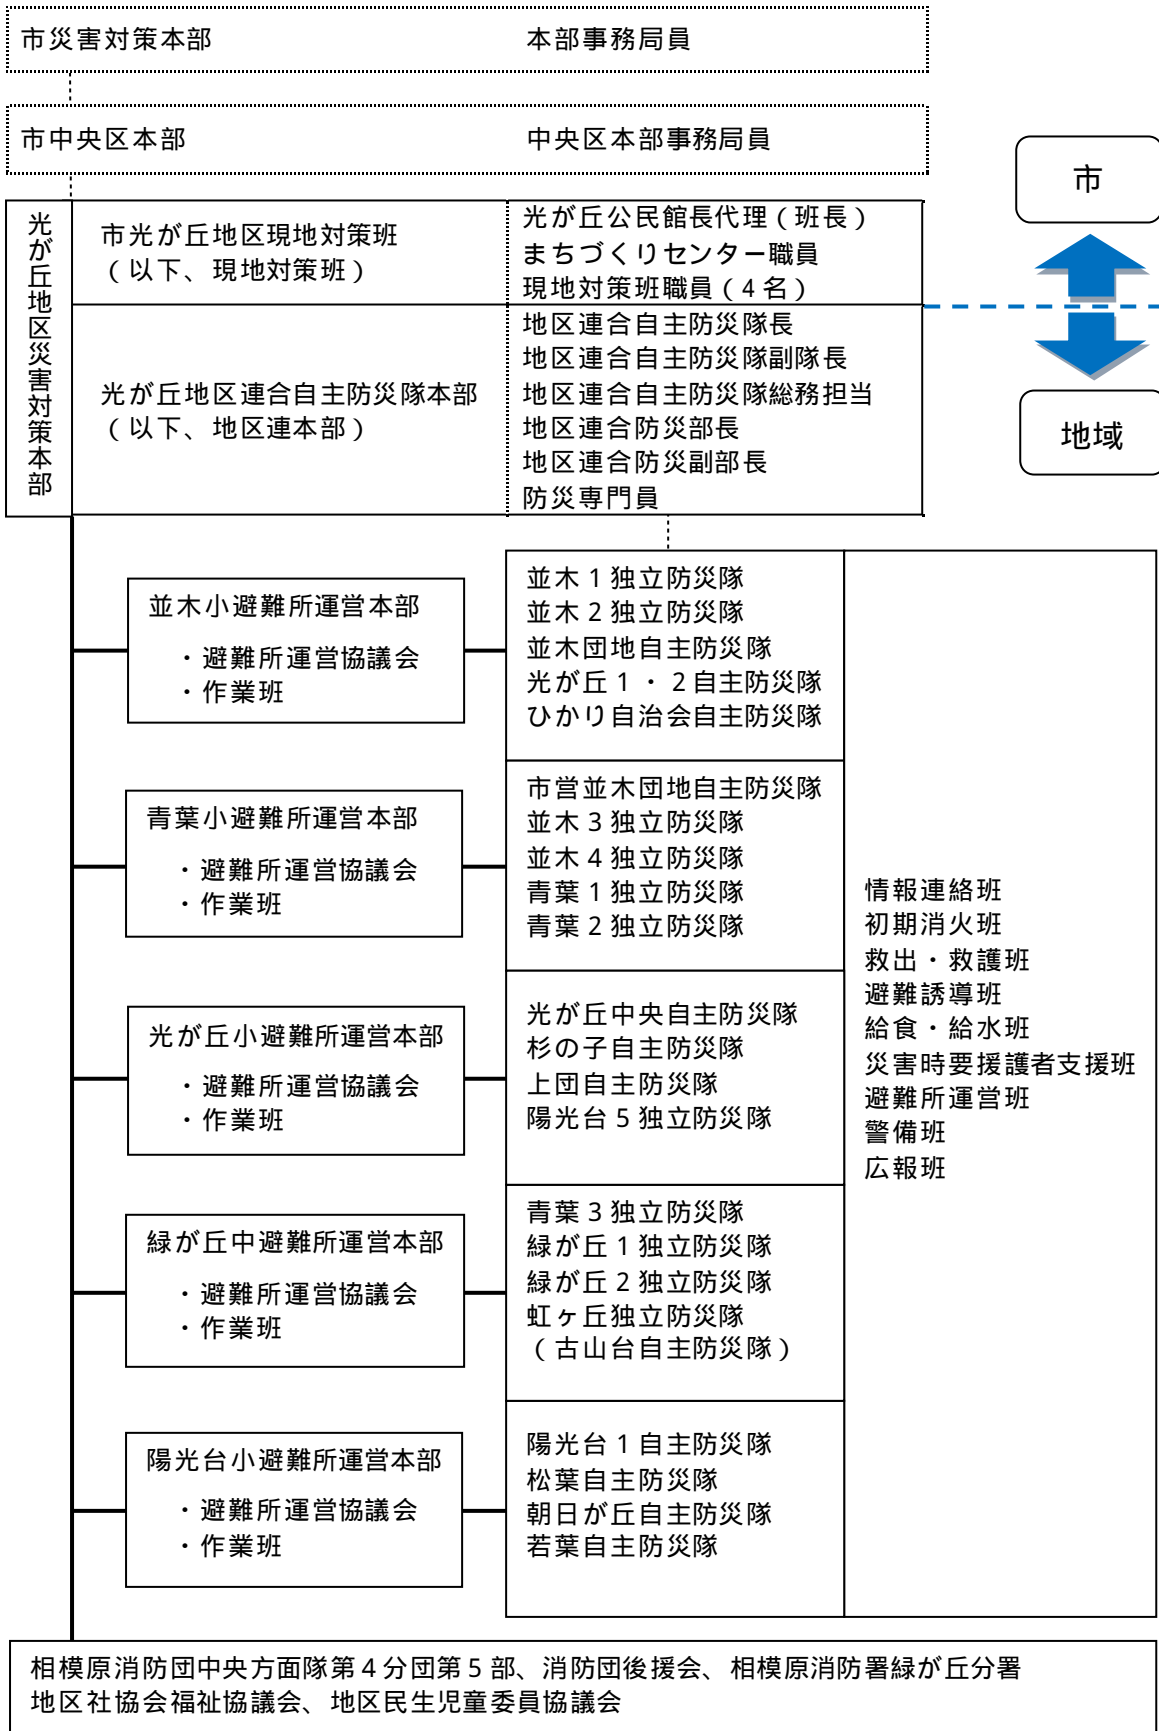 市災害対策本部 本部事務局員
市中央区本部 中央区本部事務局員
市
光が丘地区災害対策本部
市光が丘地区現地対策班
（以下、現地対策班）
光が丘公民館長代理（班長）
まちづくりセンター職員
現地対策班職員（4名）
光が丘地区連合自主防災隊本部
（以下、地区連本部）
地区連合自主防災隊長
地区連合自主防災隊副隊長
地区連合自主防災隊総務担当
地区連合防災部長
地区連合防災副部長
防災専門員
地域
並木小避難所運営本部
・避難所運営協議会
・作業班
並木1独立防災隊
並木2独立防災隊
並木団地自主防災隊
光が丘1・2自主防災隊
ひかり自治会自主防災隊
青葉小避難所運営本部
・避難所運営協議会
・作業班
市営並木団地自主防災隊
並木3独立防災隊
並木4独立防災隊
青葉1独立防災隊
青葉2独立防災隊
光が丘小避難所運営本部
・避難所運営協議会
・作業班
光が丘中央自主防災隊
杉の子自主防災隊
上団自主防災隊
陽光台5独立防災隊
緑が丘中避難所運営本部
・避難所運営協議会
・作業班
青葉3独立防災隊
緑が丘1独立防災隊
緑が丘2独立防災隊
虹ヶ丘独立防災隊
（古山台自主防災隊）
陽光台小避難所運営本部
・避難所運営協議会
・作業班
陽光台1自主防災隊
松葉自主防災隊
朝日が丘自主防災隊
若葉自主防災隊
情報連絡班
初期消火班
救出・救護班
避難誘導班
給食・給水班
災害時要援護者支援班
避難所運営班
警備班
広報班
相模原消防団中央方面隊第4分団第5部、消防団後援会、相模原消防署緑が丘分署
地区社協会福祉協議会、地区民生児童委員協議会